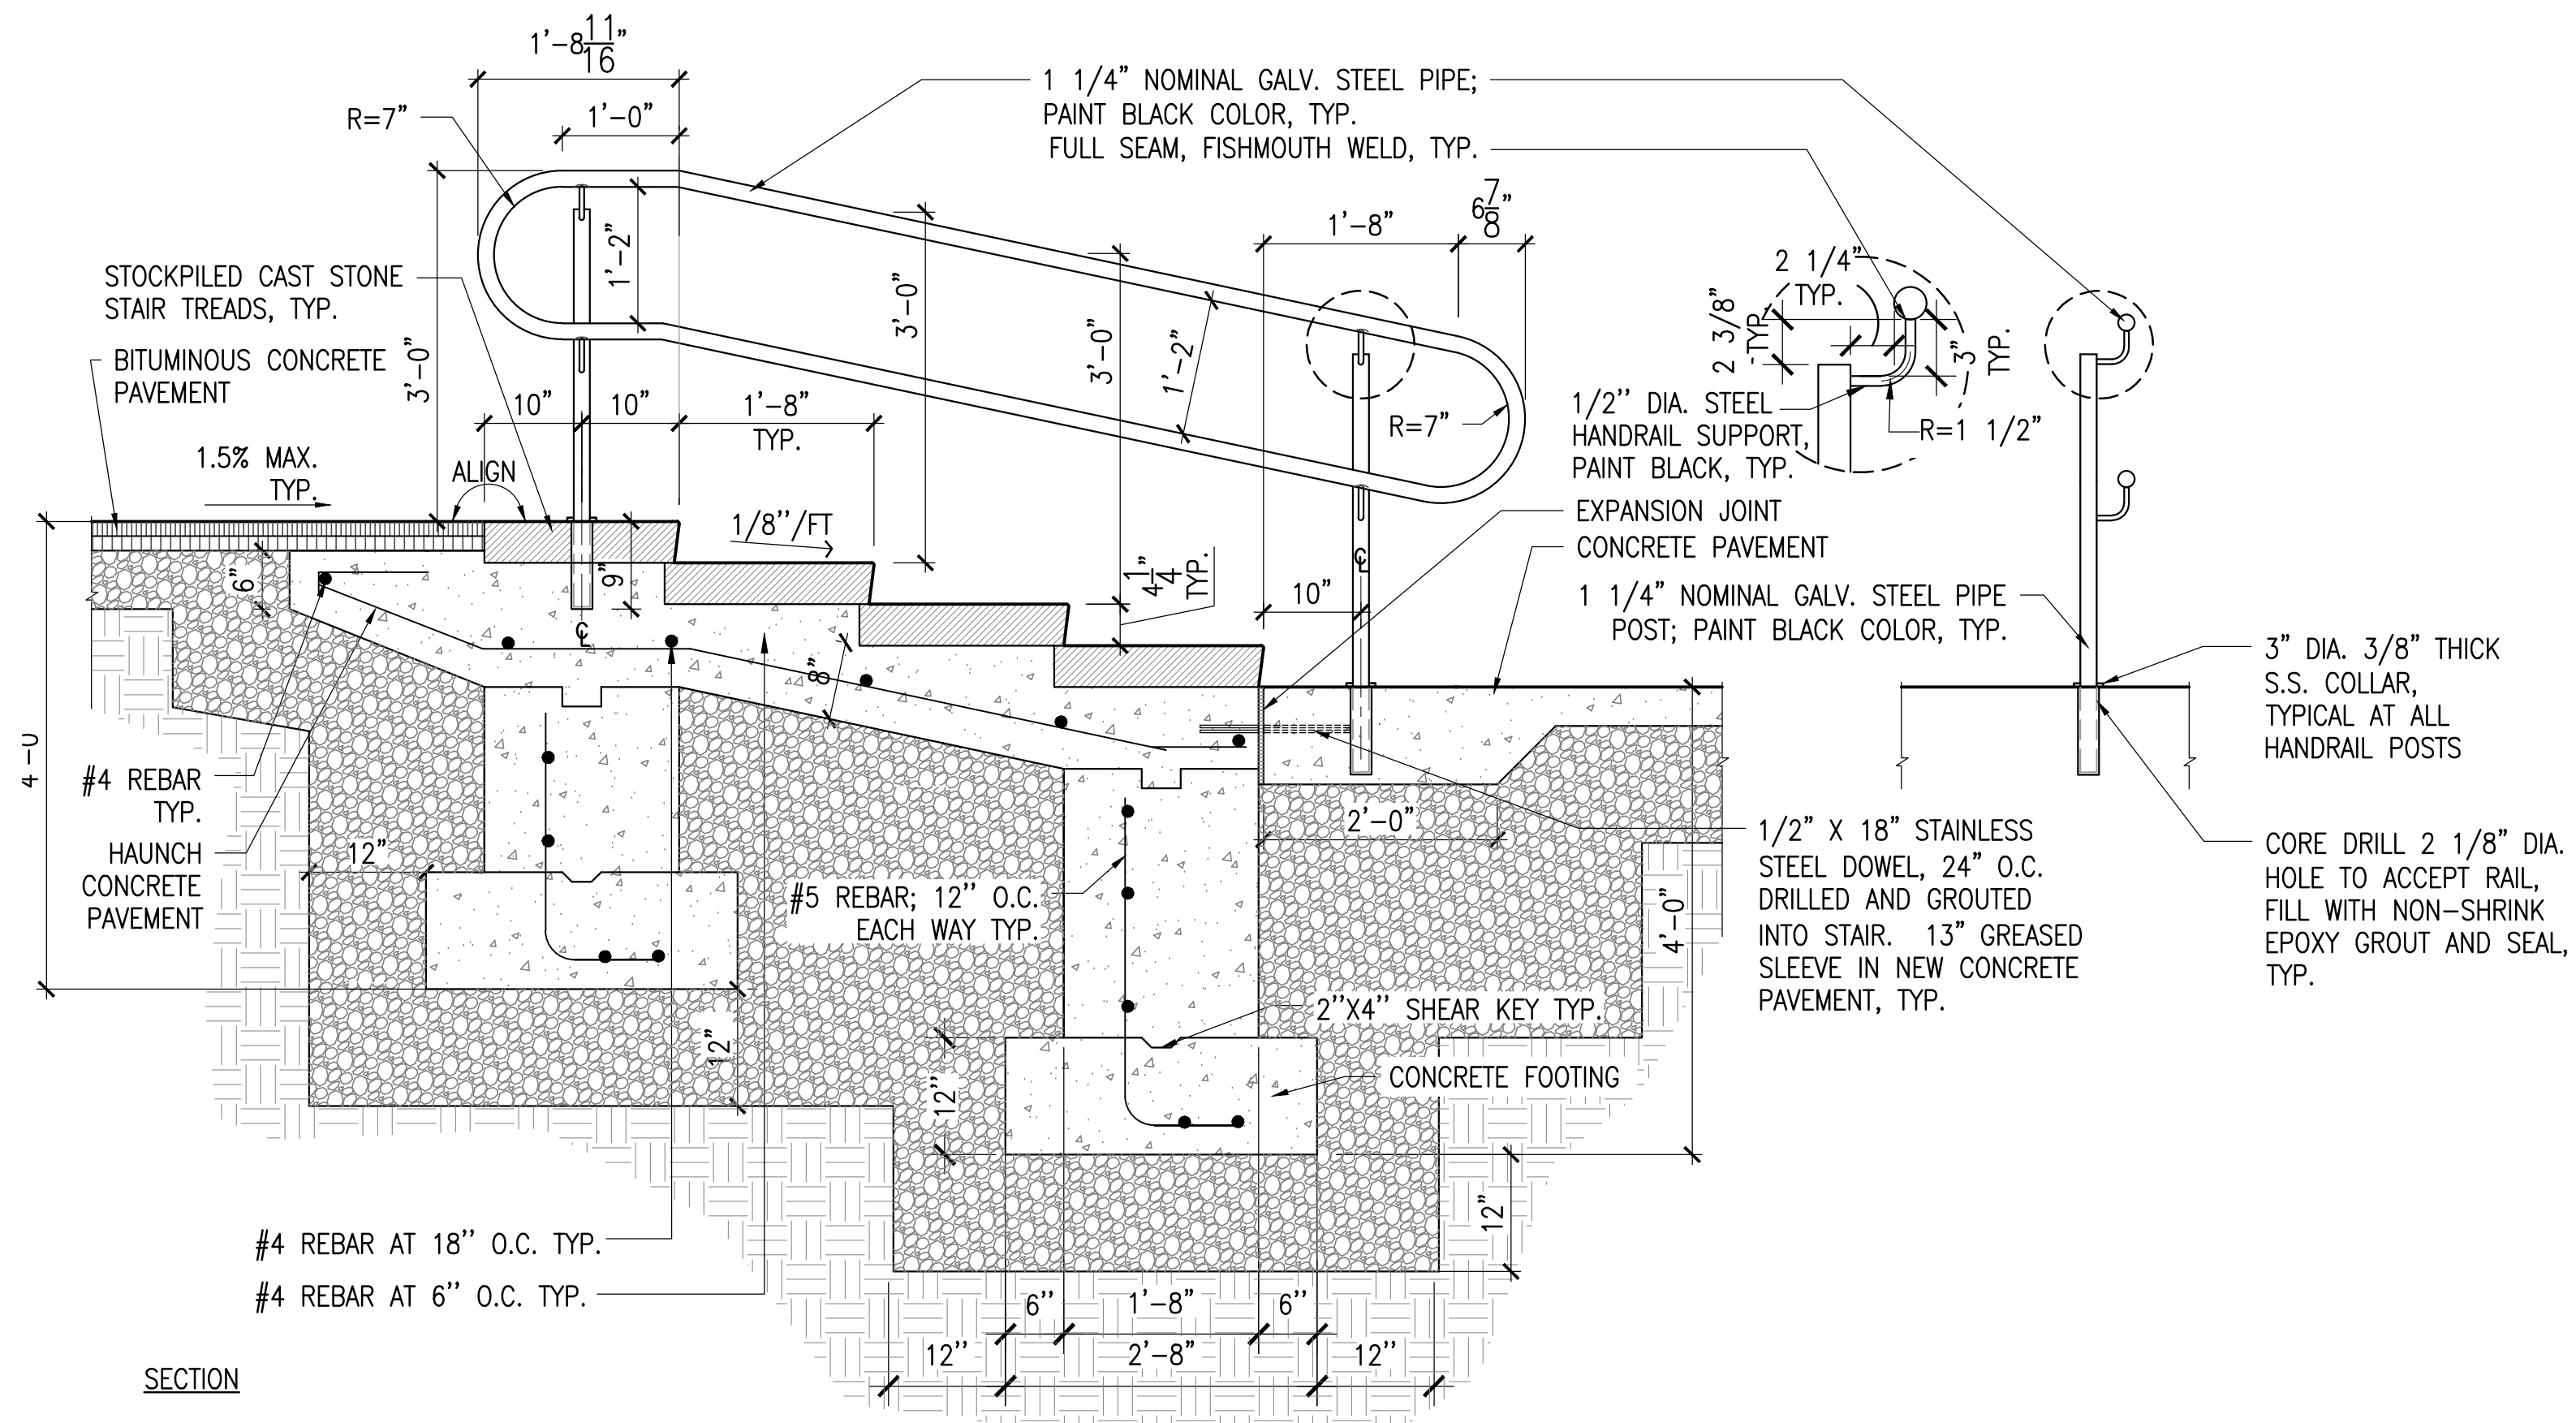 1'-8 11/16"
1'-0"
R=7"
1 1/4" NOMINAL GALV. STEEL PIPE;
PAINT BLACK COLOR, TYP.
FULL SEAM, FISHMOUTH WELD, TYP.
1'-8"
6 7/8"
STOCKPILED CAST STONE
STAIR TREADS, TYP.
BITUMINOUS CONCRETE
PAVEMENT
1.5% MAX.
TYP.
ALIGN
3'-0"
1'-2"
10"
10"
1'-8"
TYP.
3'-0"
3'-0"
1'-2"
R=7"
2 1/4"
TYP.
2 3/8"
TYP.
3"
TYP.
1/2'' DIA. STEEL
HANDRAIL SUPPORT,
PAINT BLACK, TYP.
R=1 1/2"
EXPANSION JOINT
CONCRETE PAVEMENT
1 1/4" NOMINAL GALV. STEEL PIPE
POST; PAINT BLACK COLOR, TYP.
3" DIA. 3/8" THICK
S.S. COLLAR,
TYPICAL AT ALL
HANDRAIL POSTS
CORE DRILL 2 1/8" DIA.
HOLE TO ACCEPT RAIL,
FILL WITH NON-SHRINK
EPOXY GROUT AND SEAL,
TYP.
1/8''/FT
4 1/4"
TYP.
10"
CL
6"
9"
CL
8"
4'-0
#4 REBAR
TYP.
HAUNCH
CONCRETE
PAVEMENT
12"
2'-0"
#5 REBAR; 12'' O.C.
EACH WAY TYP.
1/2" X 18" STAINLESS
STEEL DOWEL, 24" O.C.
DRILLED AND GROUTED
INTO STAIR. 13" GREASED
SLEEVE IN NEW CONCRETE
PAVEMENT, TYP.
4'-0"
2''X4'' SHEAR KEY TYP.
CONCRETE FOOTING
12"
12''
12"
#4 REBAR AT 18'' O.C. TYP.
#4 REBAR AT 6'' O.C. TYP.
6''
1'-8"
6''
12''
2'-8"
12''
SECTION